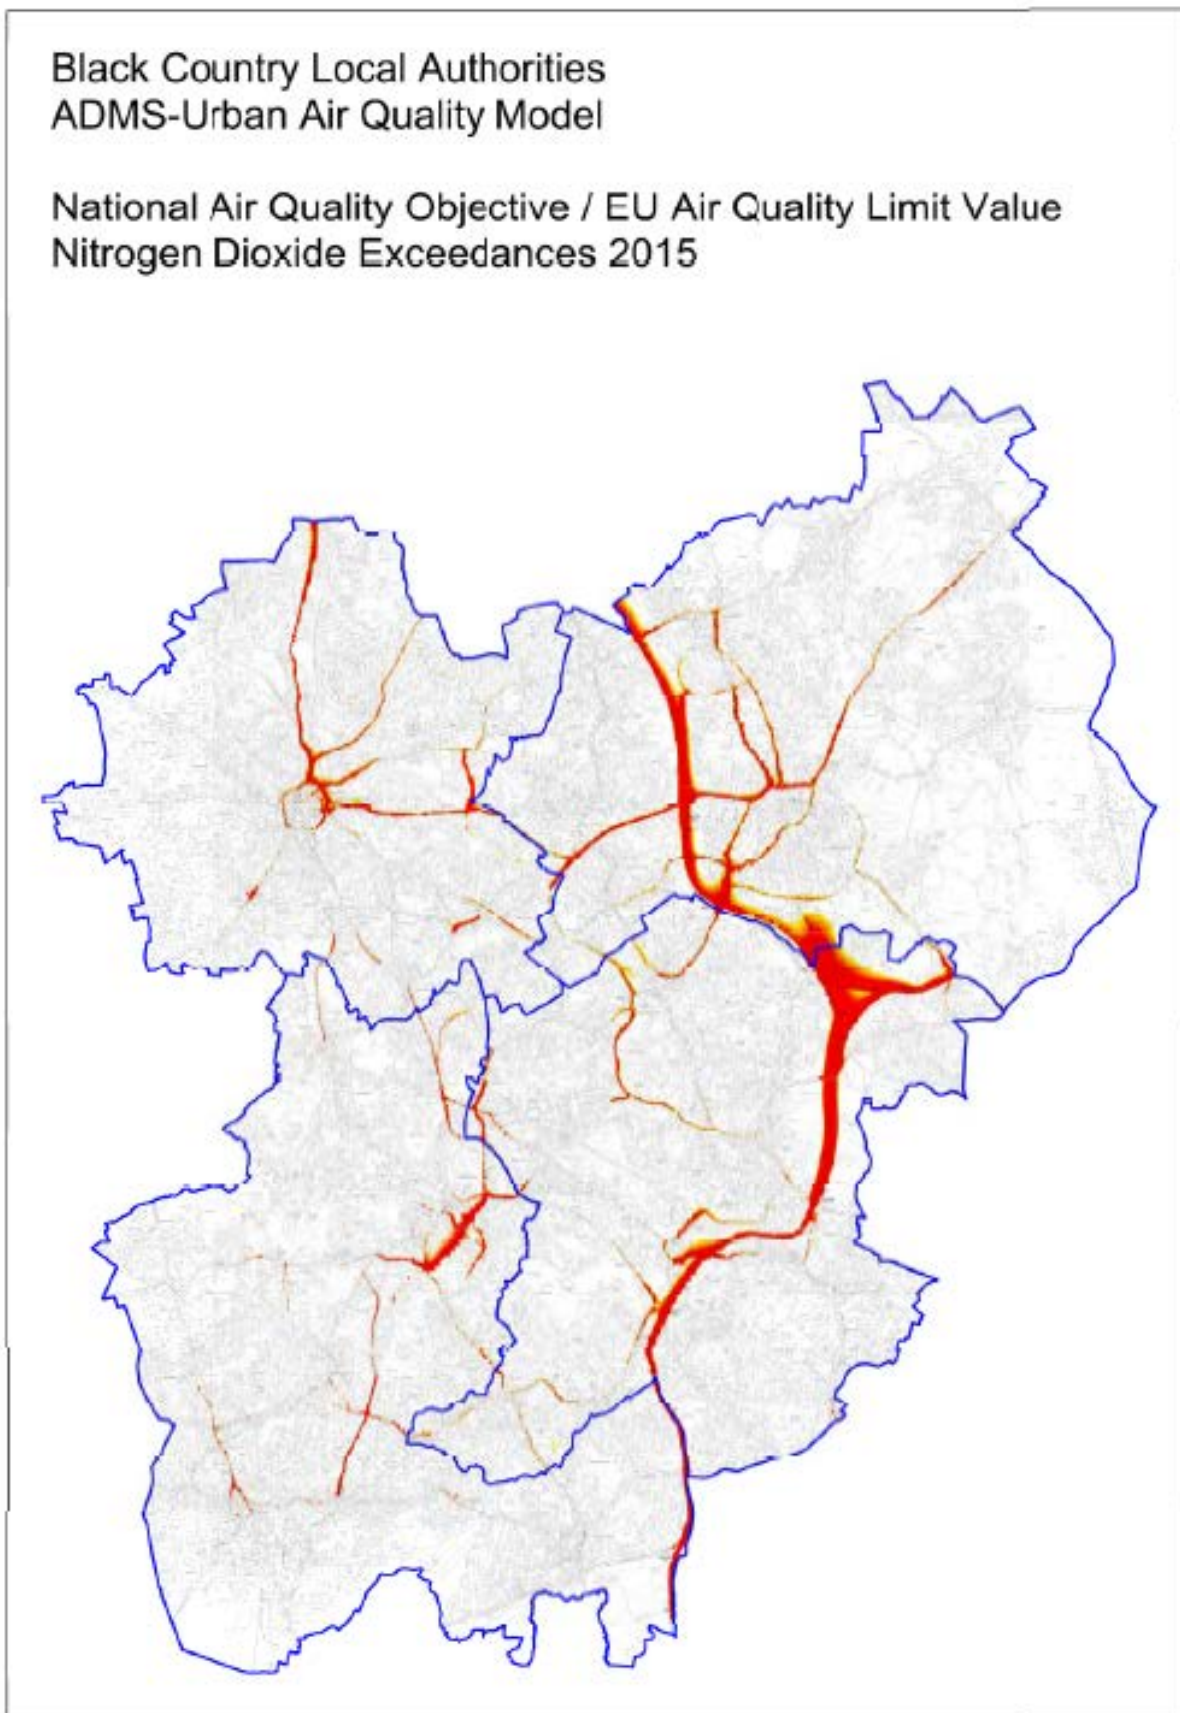 Black Country Local Authorities
ADMS-Urban Air Quality Model
National Air Quality Objective / EU Air Quality Limit Value
Nitrogen Dioxide Exceedances 2015